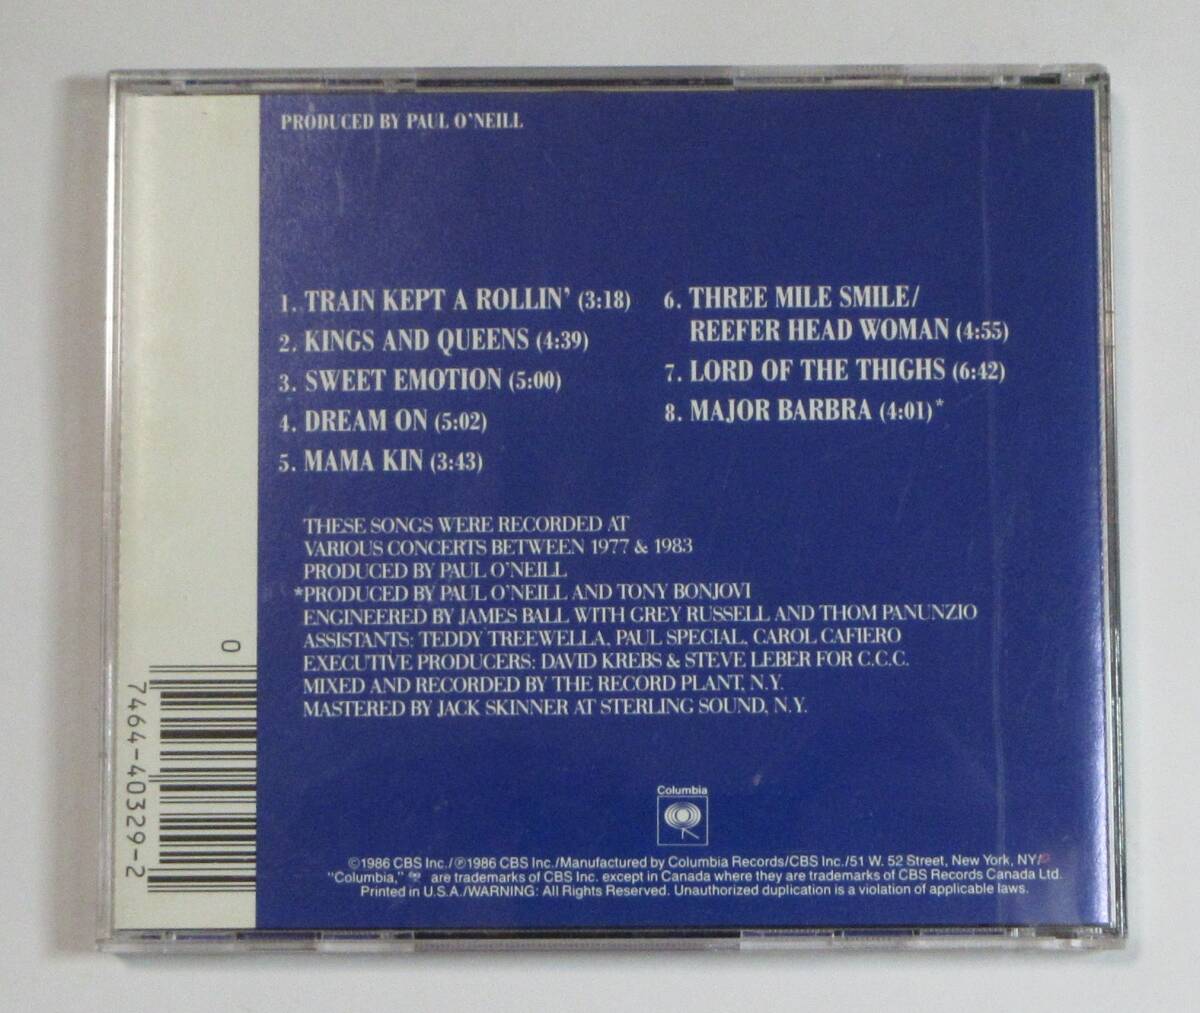 PRODUCED BY PAUL O'NEILL
1. TRAIN KEPT A ROLLIN' (3:18)
2. KINGS AND QUEENS (4:39)
3. SWEET EMOTION (5:00)
4. DREAM ON (5:02)
5. MAMA KIN (3:43)
6. THREE MILE SMILE/
REEFER HEAD WOMAN (4:55)
7. LORD OF THE THIGHS (6:42)
8. MAJOR BARBRA (4:01)*
THESE SONGS WERE RECORDED AT
VARIOUS CONCERTS BETWEEN 1977 & 1983
PRODUCED BY PAUL O'NEILL
*PRODUCED BY PAUL O'NEILL AND TONY BONJOVI
ENGINEERED BY JAMES BALL WITH GREY RUSSELL AND THOM PANUNZIO
ASSISTANTS: TEDDY TREEWELLA, PAUL SPECIAL, CAROL CAFIERO
EXECUTIVE PRODUCERS: DAVID KREBS & STEVE LEBER FOR C.C.C.
MIXED AND RECORDED BY THE RECORD PLANT, N.Y.
MASTERED BY JACK SKINNER AT STERLING SOUND, N.Y.
0
7464-40329-2
Columbia
©1986 CBS Inc./℗1986 CBS Inc./Manufactured by Columbia Records/CBS Inc./51 W. 52 Street, New York, NY/
"Columbia," are trademarks of CBS Inc. except in Canada where they are trademarks of CBS Records Canada Ltd.
Printed in U.S.A./WARNING: All Rights Reserved. Unauthorized duplication is a violation of applicable laws.